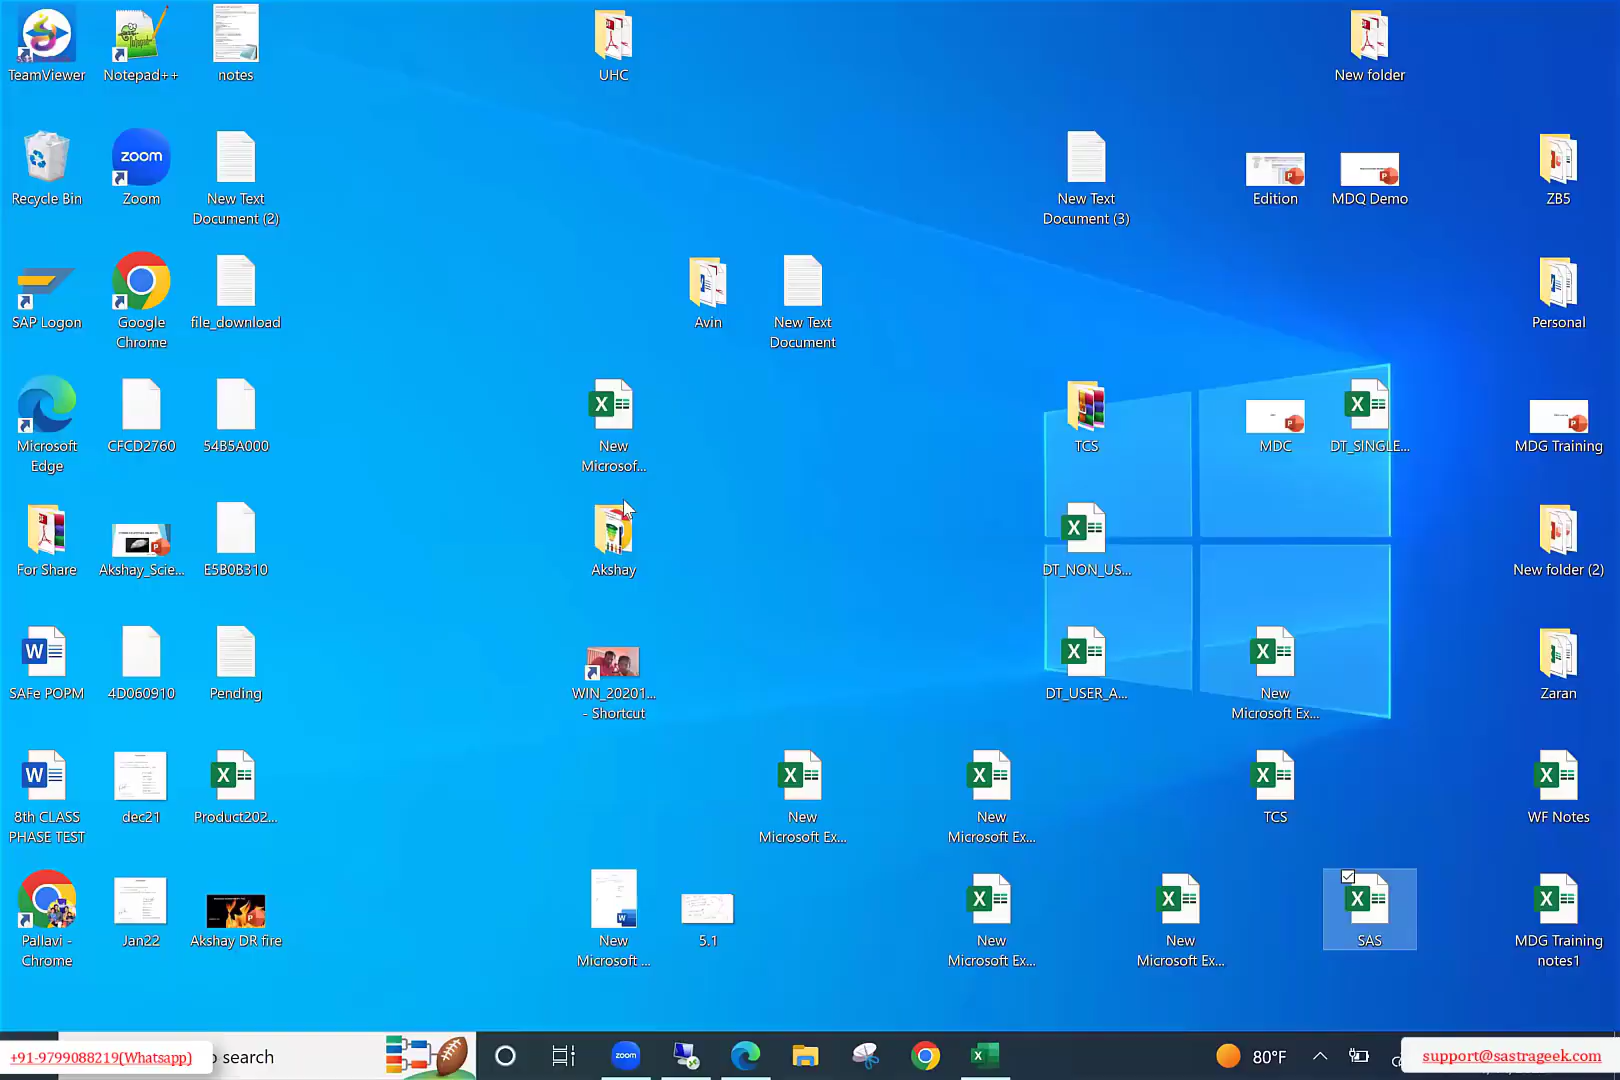 TeamViewer
Notepad++
notes
UHC
New folder
zoom
Recycle Bin
Zoom
New Text
Document (2)
New Text
Document (3)
Edition
MDQ Demo
ZB5
SAP Logon
Google
Chrome
file_download
Avin
New Text
Document
Personal
Microsoft
Edge
CFCD2760
54B5A000
New
Microsof...
TCS
MDC
DT_SINGLE...
MDG Training
For Share
Akshay_Scie...
E5B0B310
Akshay
DT_NON_US...
New folder (2)
SAFe POPM
4D060910
Pending
WIN_20201...
- Shortcut
DT_USER_A...
New
Microsoft Ex...
Zaran
8th CLASS
PHASE TEST
dec21
Product202...
New
Microsoft Ex...
New
Microsoft Ex...
TCS
WF Notes
Pallavi -
Chrome
Jan22
Akshay DR fire
New
Microsoft ...
5.1
New
Microsoft Ex...
New
Microsoft Ex...
SAS
MDG Training
notes1
+91-9799088219(Whatsapp)
o search
zoom
80°F
support@sastrageek.com